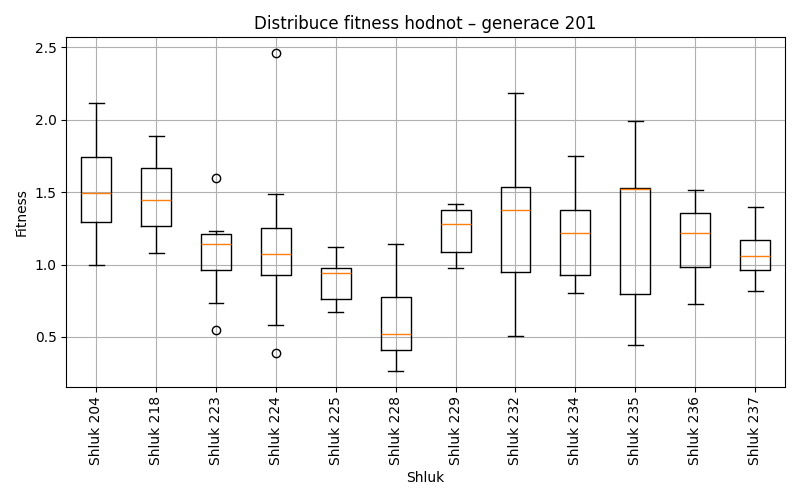 Distribuce fitness hodnot – generace 201
Fitness
2.5
2.0
1.5
1.0
0.5
Shluk 204
Shluk 218
Shluk 223
Shluk 224
Shluk 225
Shluk 228
Shluk 229
Shluk 232
Shluk 234
Shluk 235
Shluk 236
Shluk 237
Shluk